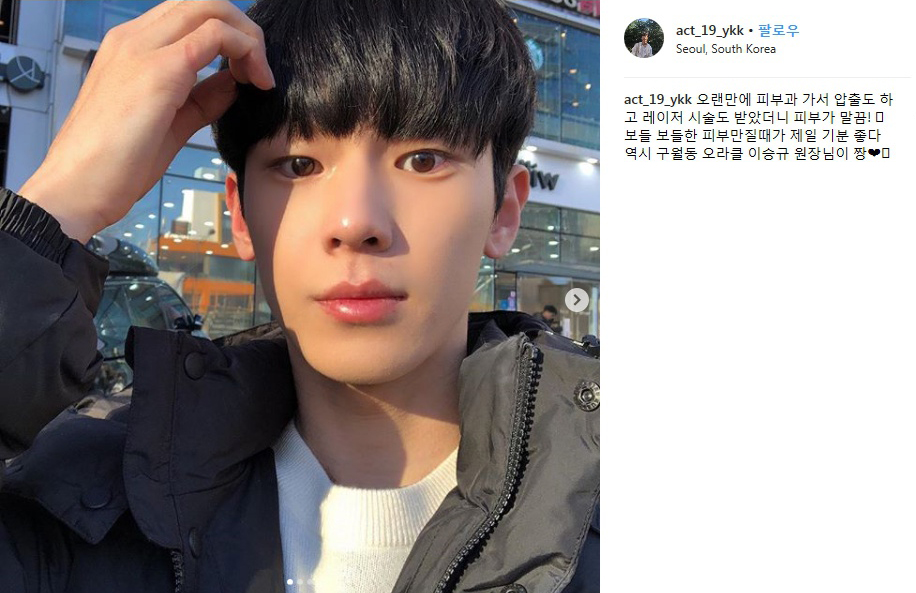 act_19_ykk • 팔로우
Seoul, South Korea
act_19_ykk 오랜만에 피부과 가서 압출도 하
고 레이저 시술도 받았더니 피부가 말끔!
보들 보들한 피부만질때가 제일 기분 좋다
역시 구월동 오라클 이승규 원장님이 짱❤